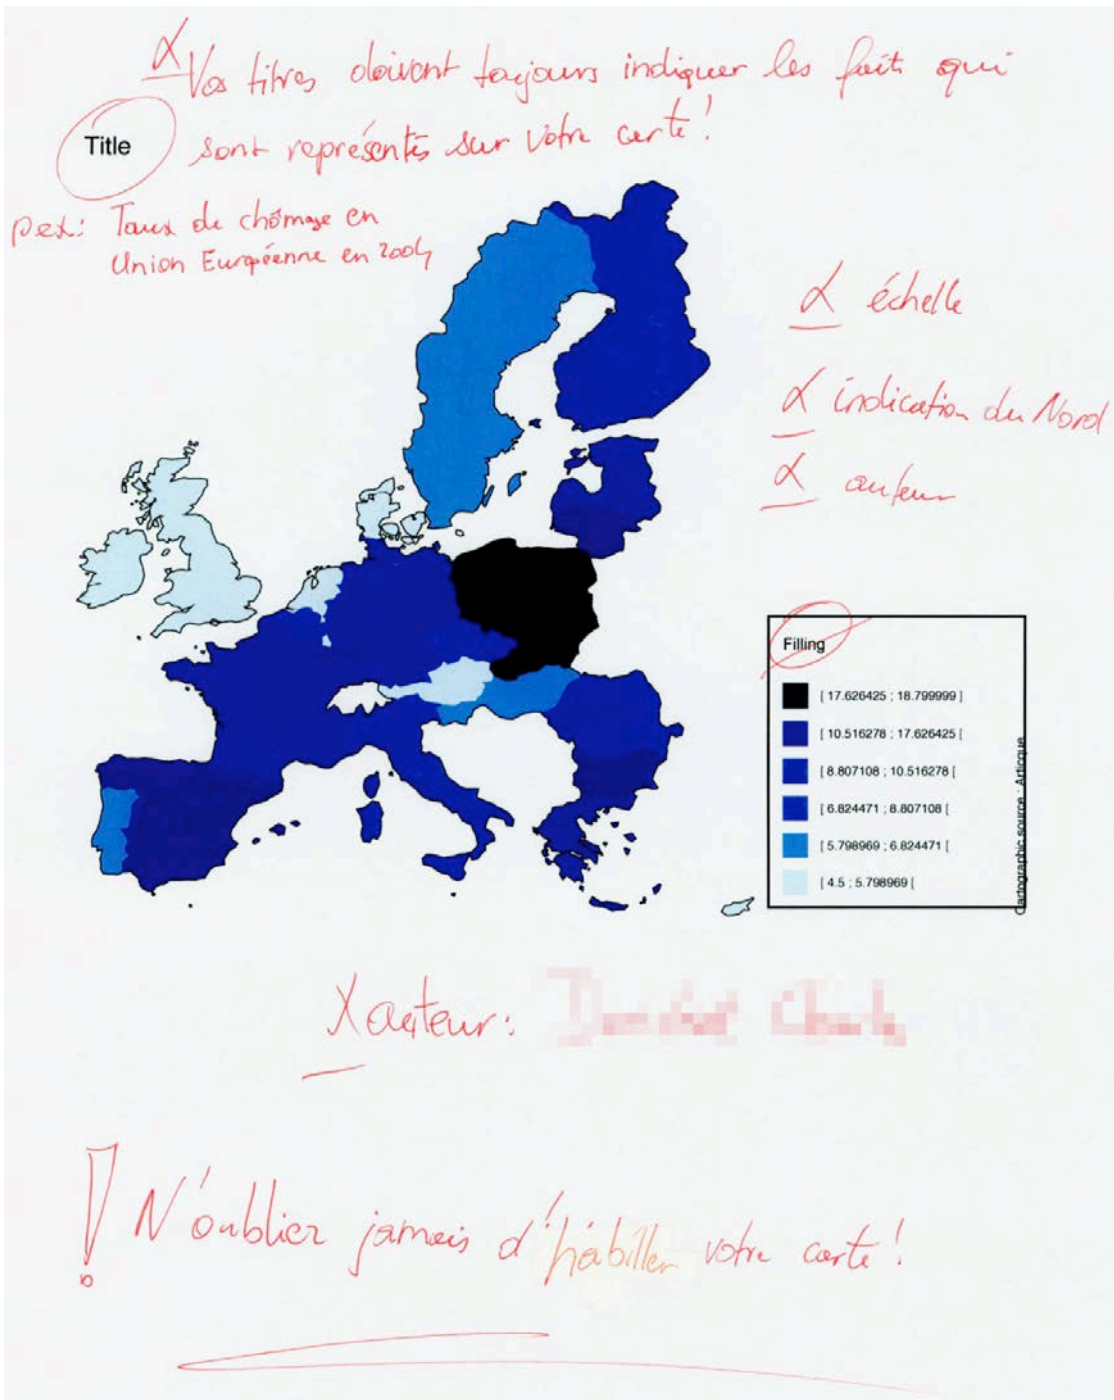 α Vos titres doivent toujours indiquer les faits qui
Title
sont représentés sur votre carte !
p.ex.: Taux de chômage en
Union Européenne en 2004
α échelle
α indication du Nord
α auteur
Filling
[ 17.626425 ; 18.799999 ]
[ 10.516278 ; 17.626425 [
[ 8.807108 ; 10.516278 [
[ 6.824471 ; 8.807108 [
[ 5.798969 ; 6.824471 [
[ 4.5 ; 5.798969 [
Cartographic source : Articque
α auteur:
! N'oubliez jamais d'habiller votre carte !